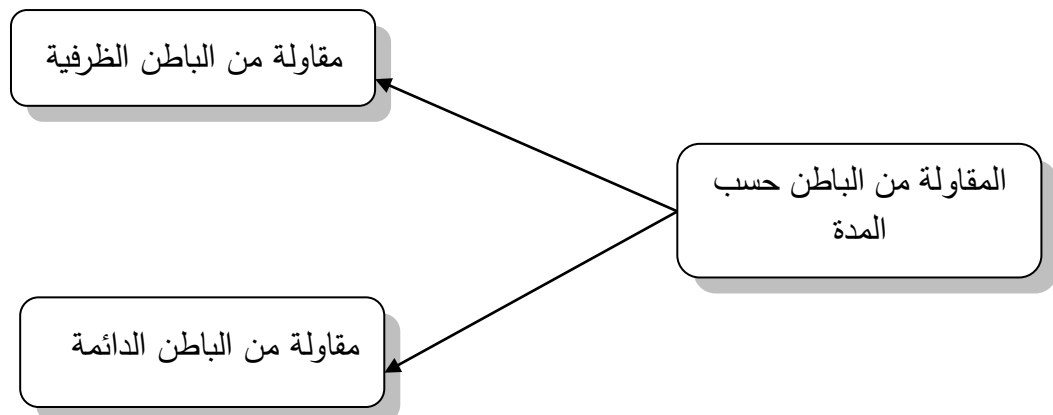 مقاولة من الباطن الظرفية
المقاولة من الباطن حسب
المدة
مقاولة من الباطن الدائمة